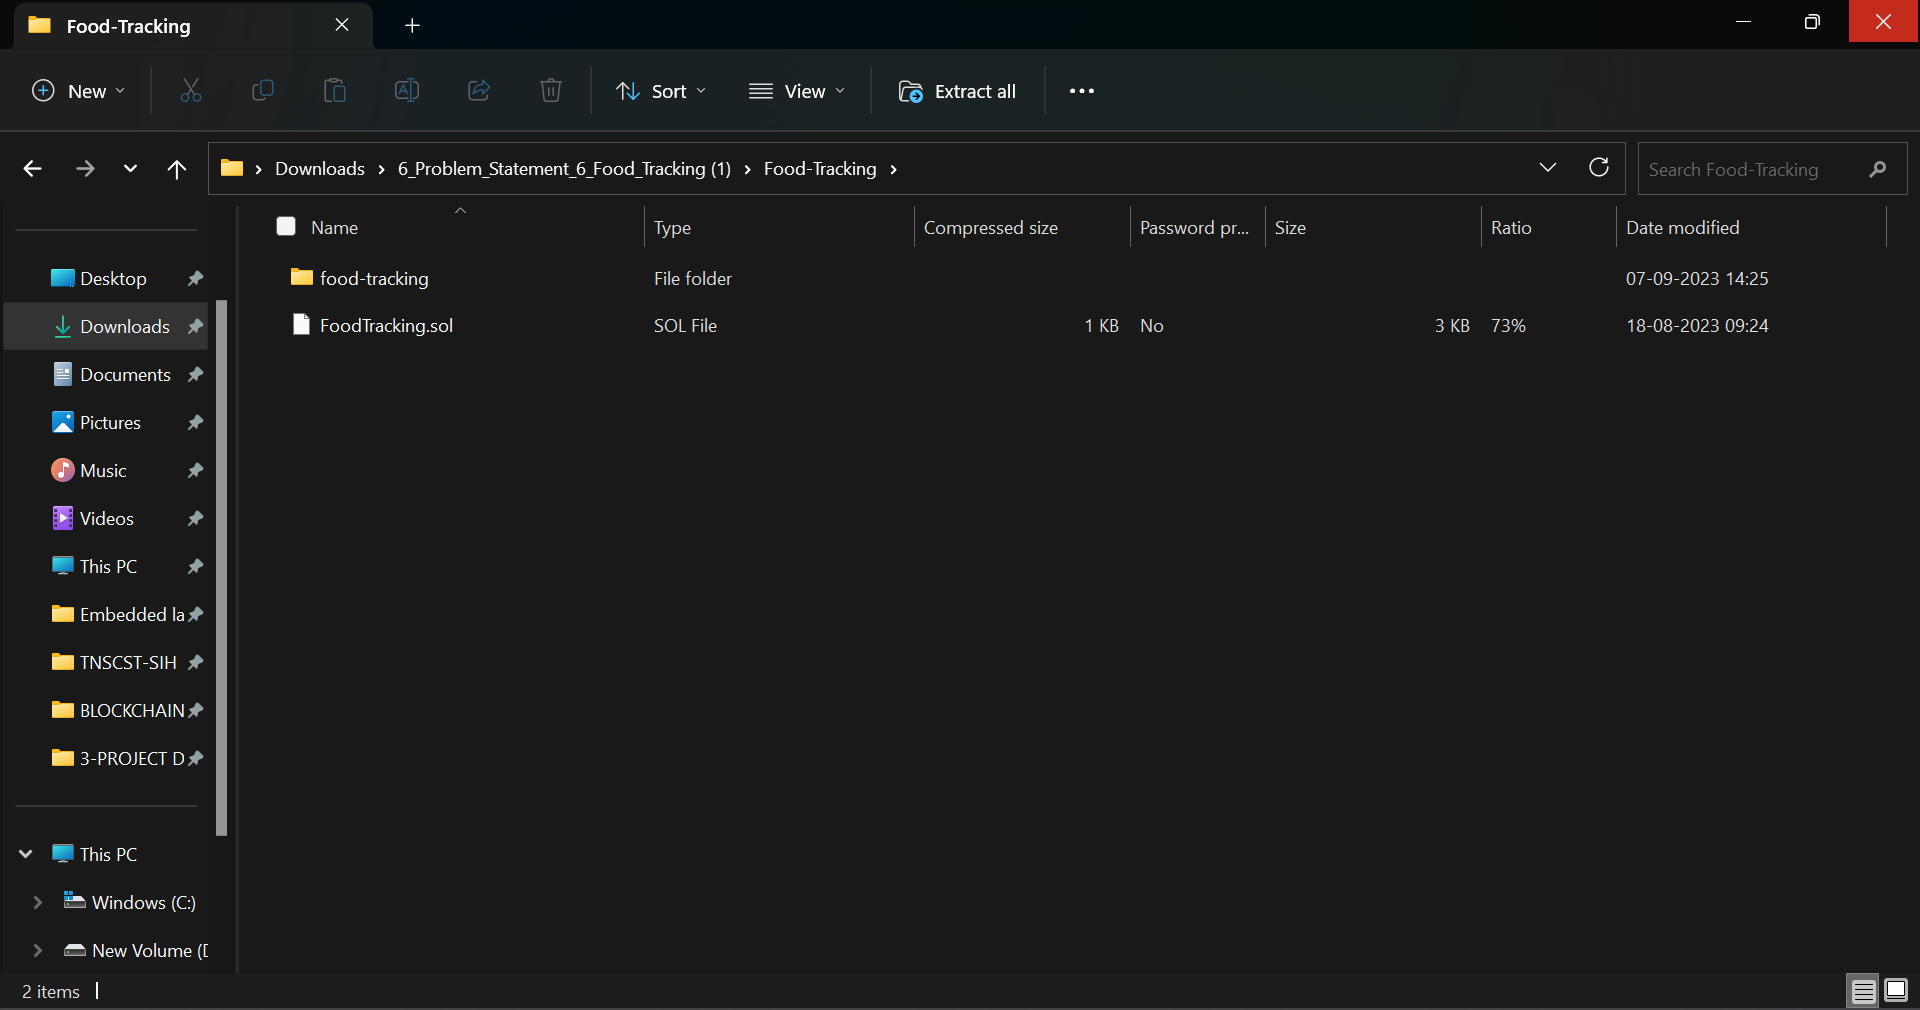 Food-Tracking
New
Sort
View
Extract all
Downloads
6_Problem_Statement_6_Food_Tracking (1)
Food-Tracking
Search Food-Tracking
Name
Type
Compressed size
Password pr...
Size
Ratio
Date modified
food-tracking
File folder
07-09-2023 14:25
FoodTracking.sol
SOL File
1 KB
No
3 KB
73%
18-08-2023 09:24
Desktop
Downloads
Documents
Pictures
Music
Videos
This PC
Embedded la
TNSCST-SIH
BLOCKCHAIN
3-PROJECT D
This PC
Windows (C:)
New Volume (
2 items